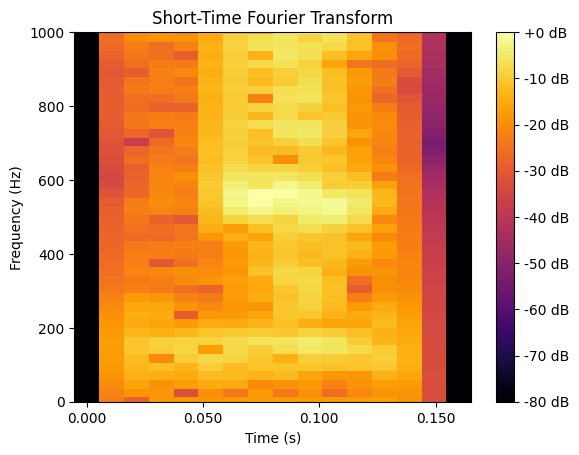 Short-Time Fourier Transform
1000
800
600
400
200
0
Frequency (Hz)
0.000
0.050
0.100
0.150
Time (s)
+0 dB
-10 dB
-20 dB
-30 dB
-40 dB
-50 dB
-60 dB
-70 dB
-80 dB